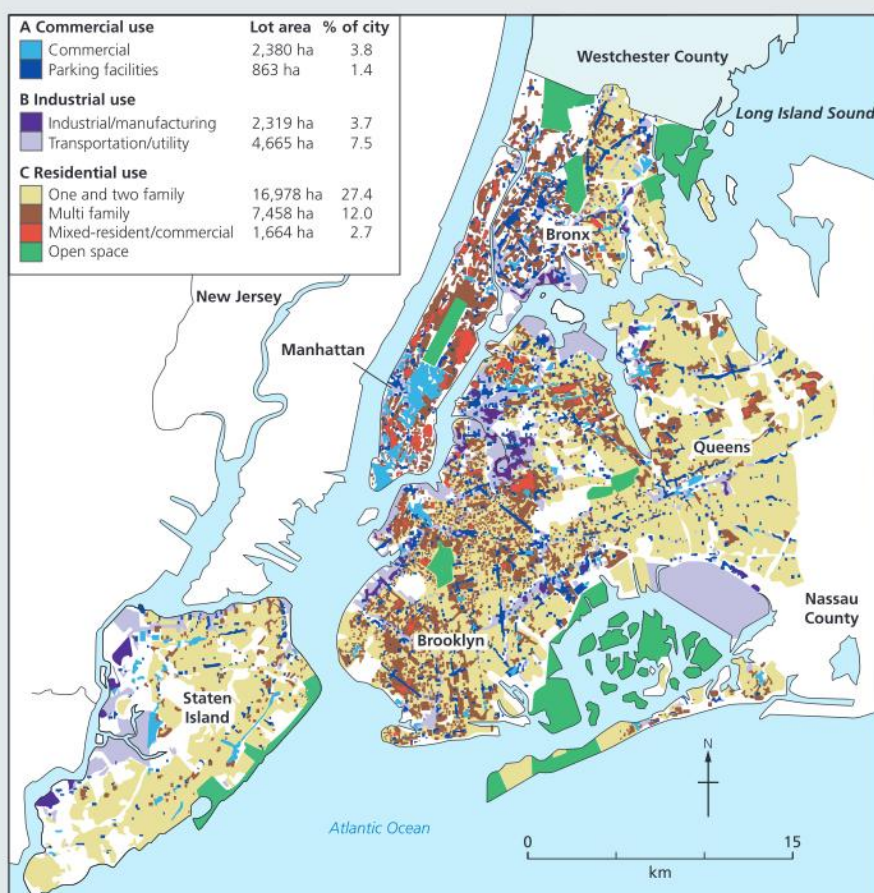 A Commercial use Lot area % of city
Commercial 2,380 ha 3.8
Parking facilities 863 ha 1.4
B Industrial use
Industrial/manufacturing 2,319 ha 3.7
Transportation/utility 4,665 ha 7.5
C Residential use
One and two family 16,978 ha 27.4
Multi family 7,458 ha 12.0
Mixed-resident/commercial 1,664 ha 2.7
Open space
Westchester County
Long Island Sound
Bronx
New Jersey
Manhattan
Queens
Nassau
County
Brooklyn
Staten
Island
N
Atlantic Ocean
0 15
km